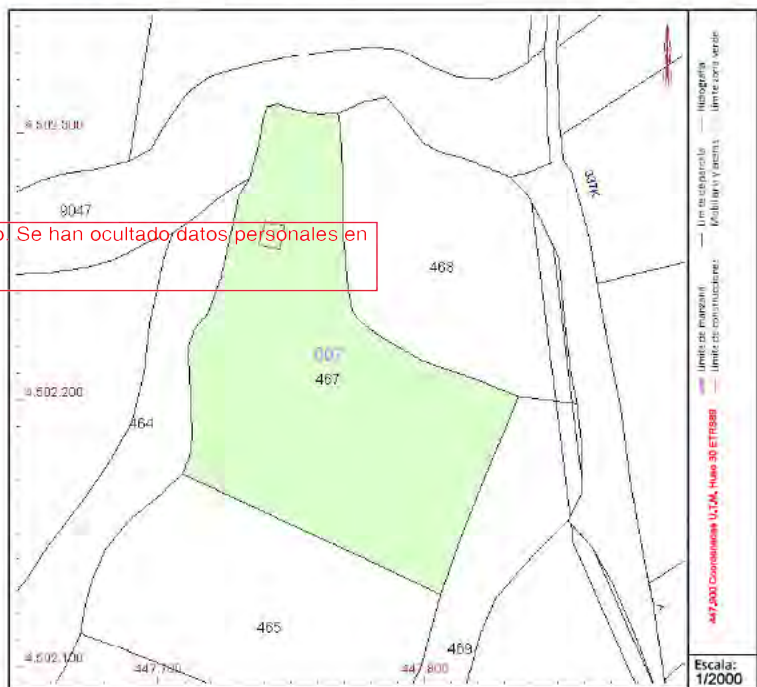 4.502.300
9047
o. Se han ocultado datos personales en
468
337K
007
467
4.502.200
464
465
469
4.502.100
447.700
447.800
Límite de manzana
Límite de parcela
Hidrografía
Límite de construcciones
Mobiliario y aceras
Límite zona verde
447,900 Coordenadas U.T.M. Huso 30 ETRS89
Escala:
1/2000